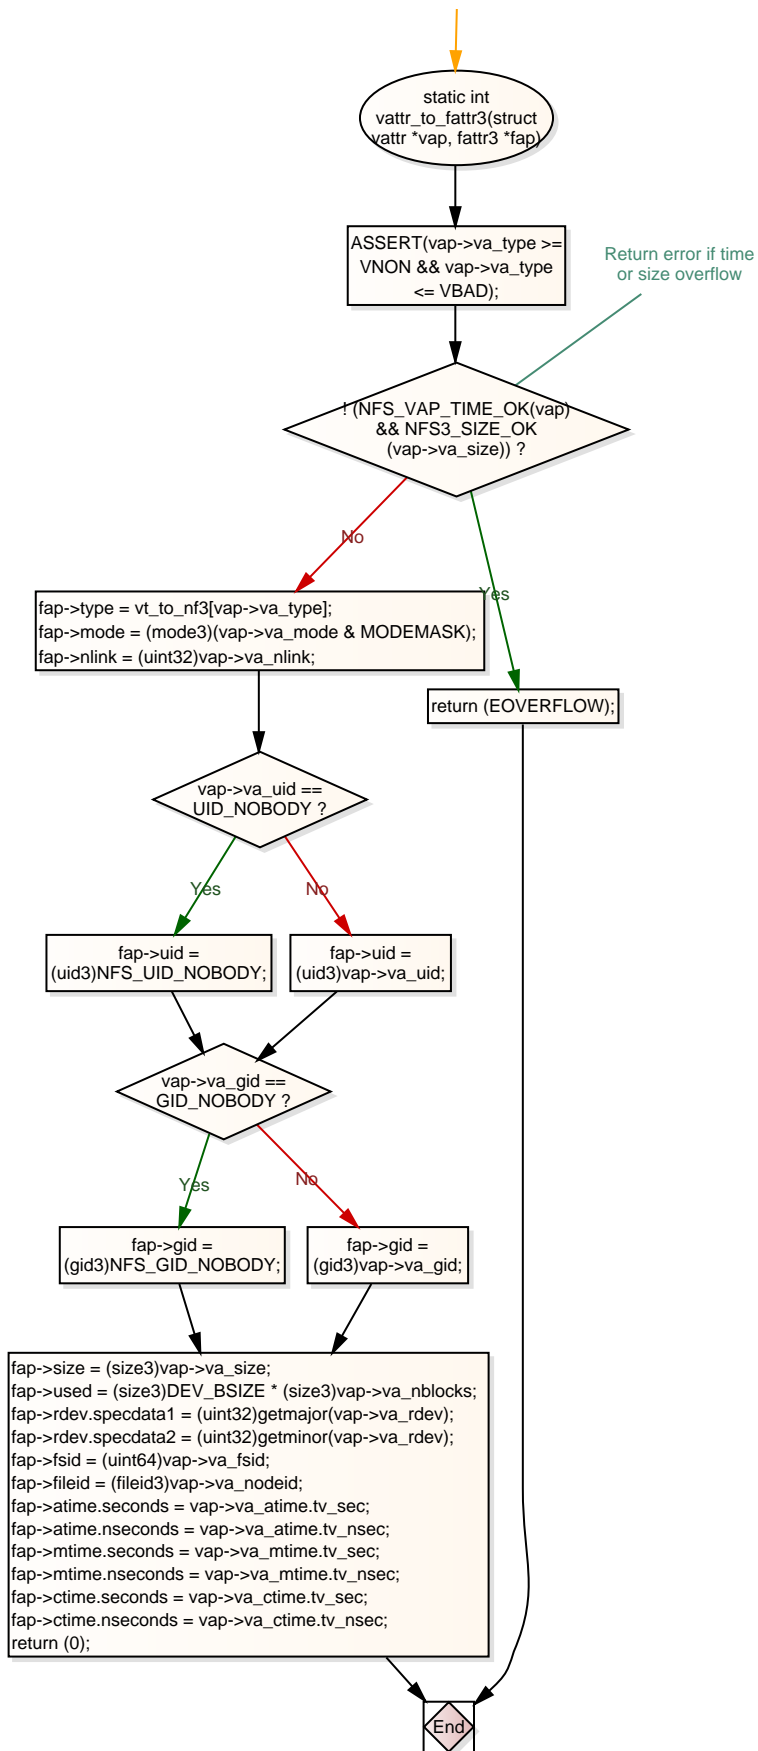 static int
vattr_to_fattr3(struct
vattr *vap, fattr3 *fap)
ASSERT(vap->va_type >=
VNON && vap->va_type
<= VBAD);
Return error if time
or size overflow
! (NFS_VAP_TIME_OK(vap)
&& NFS3_SIZE_OK
(vap->va_size)) ?
No
Yes
fap->type = vt_to_nf3[vap->va_type];
fap->mode = (mode3)(vap->va_mode & MODEMASK);
fap->nlink = (uint32)vap->va_nlink;
return (EOVERFLOW);
vap->va_uid ==
UID_NOBODY ?
Yes
No
fap->uid =
(uid3)NFS_UID_NOBODY;
fap->uid =
(uid3)vap->va_uid;
vap->va_gid ==
GID_NOBODY ?
Yes
No
fap->gid =
(gid3)NFS_GID_NOBODY;
fap->gid =
(gid3)vap->va_gid;
fap->size = (size3)vap->va_size;
fap->used = (size3)DEV_BSIZE * (size3)vap->va_nblocks;
fap->rdev.specdata1 = (uint32)getmajor(vap->va_rdev);
fap->rdev.specdata2 = (uint32)getminor(vap->va_rdev);
fap->fsid = (uint64)vap->va_fsid;
fap->fileid = (fileid3)vap->va_nodeid;
fap->atime.seconds = vap->va_atime.tv_sec;
fap->atime.nseconds = vap->va_atime.tv_nsec;
fap->mtime.seconds = vap->va_mtime.tv_sec;
fap->mtime.nseconds = vap->va_mtime.tv_nsec;
fap->ctime.seconds = vap->va_ctime.tv_sec;
fap->ctime.nseconds = vap->va_ctime.tv_nsec;
return (0);
End